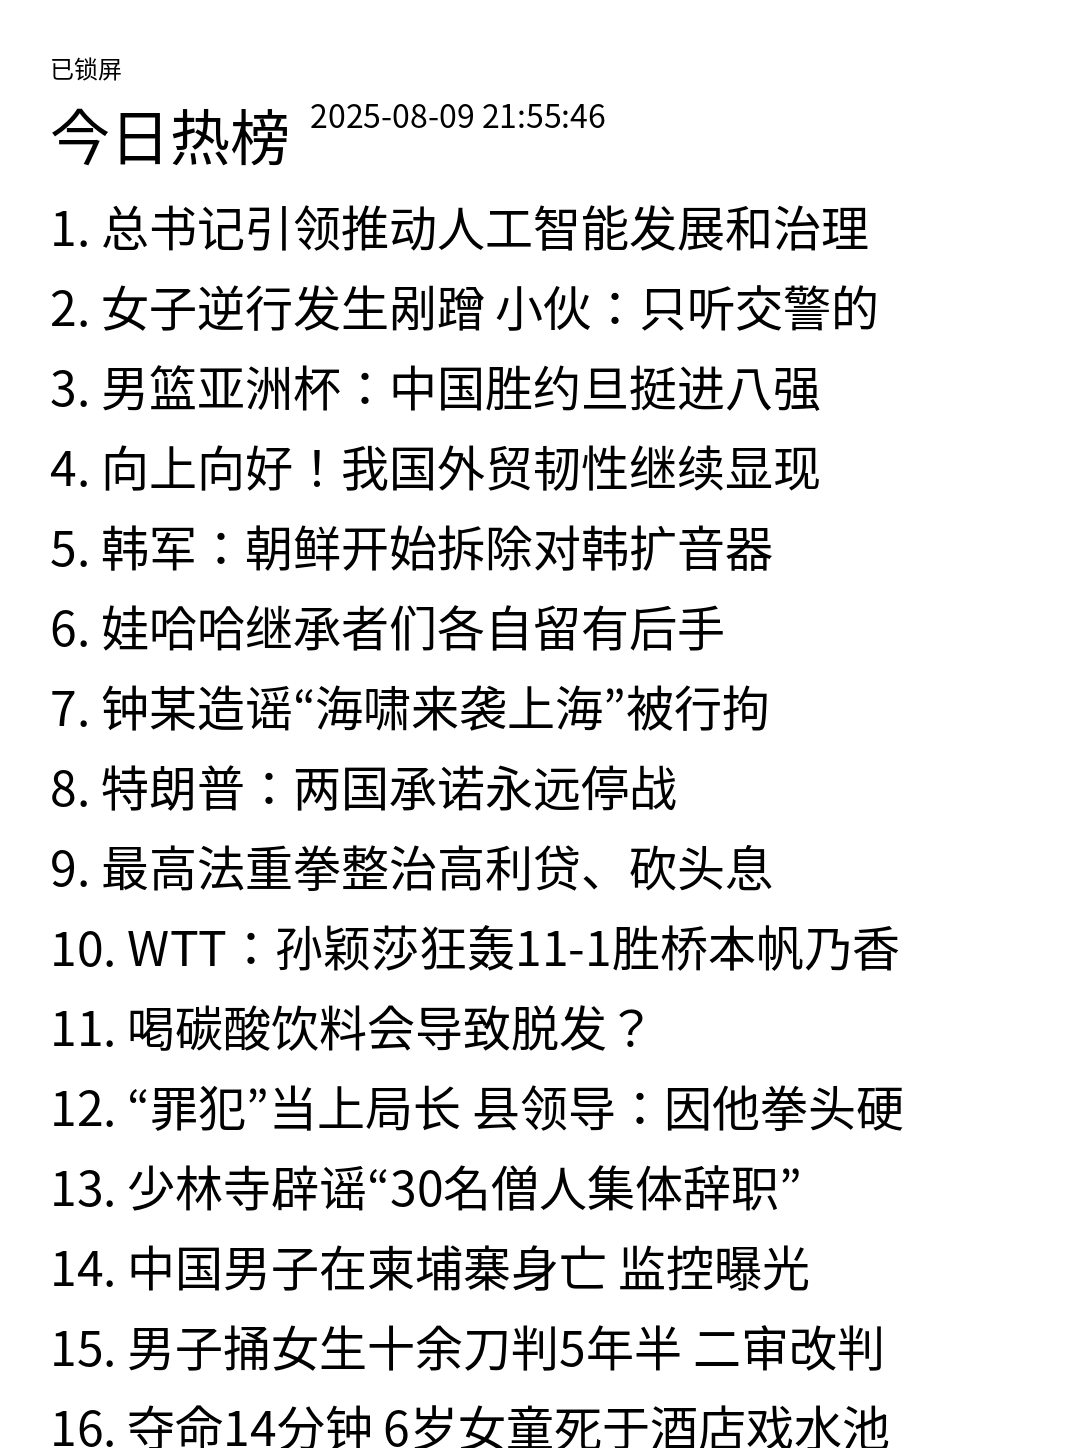 已锁屏
今日热榜 2025-08-09 21:55:46
1. 总书记引领推动人工智能发展和治理
2. 女子逆行发生剐蹭 小伙：只听交警的
3. 男篮亚洲杯：中国胜约旦挺进八强
4. 向上向好！我国外贸韧性继续显现
5. 韩军：朝鲜开始拆除对韩扩音器
6. 娃哈哈继承者们各自留有后手
7. 钟某造谣“海啸来袭上海”被行拘
8. 特朗普：两国承诺永远停战
9. 最高法重拳整治高利贷、砍头息
10. WTT：孙颖莎狂轰11-1胜桥本帆乃香
11. 喝碳酸饮料会导致脱发？
12. “罪犯”当上局长 县领导：因他拳头硬
13. 少林寺辟谣“30名僧人集体辞职”
14. 中国男子在柬埔寨身亡 监控曝光
15. 男子捅女生十余刀判5年半 二审改判
16. 夺命14分钟 6岁女童死于酒店戏水池